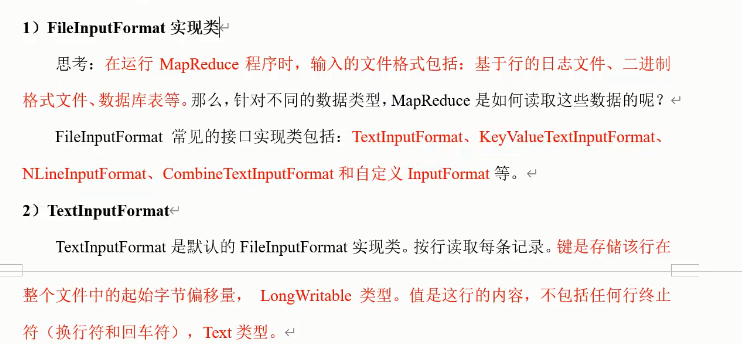 1）FileInputFormat 实现类
思考：在运行 MapReduce 程序时，输入的文件格式包括：基于行的日志文件、二进制
格式文件、数据库表等。那么，针对不同的数据类型，MapReduce 是如何读取这些数据的呢？
FileInputFormat 常见的接口实现类包括：TextInputFormat、KeyValueTextInputFormat、
NLineInputFormat、CombineTextInputFormat 和自定义 InputFormat 等。
2）TextInputFormat
TextInputFormat 是默认的 FileInputFormat 实现类。按行读取每条记录。键是存储该行在
整个文件中的起始字节偏移量， LongWritable 类型。值是这行的内容，不包括任何行终止
符（换行符和回车符），Text 类型。